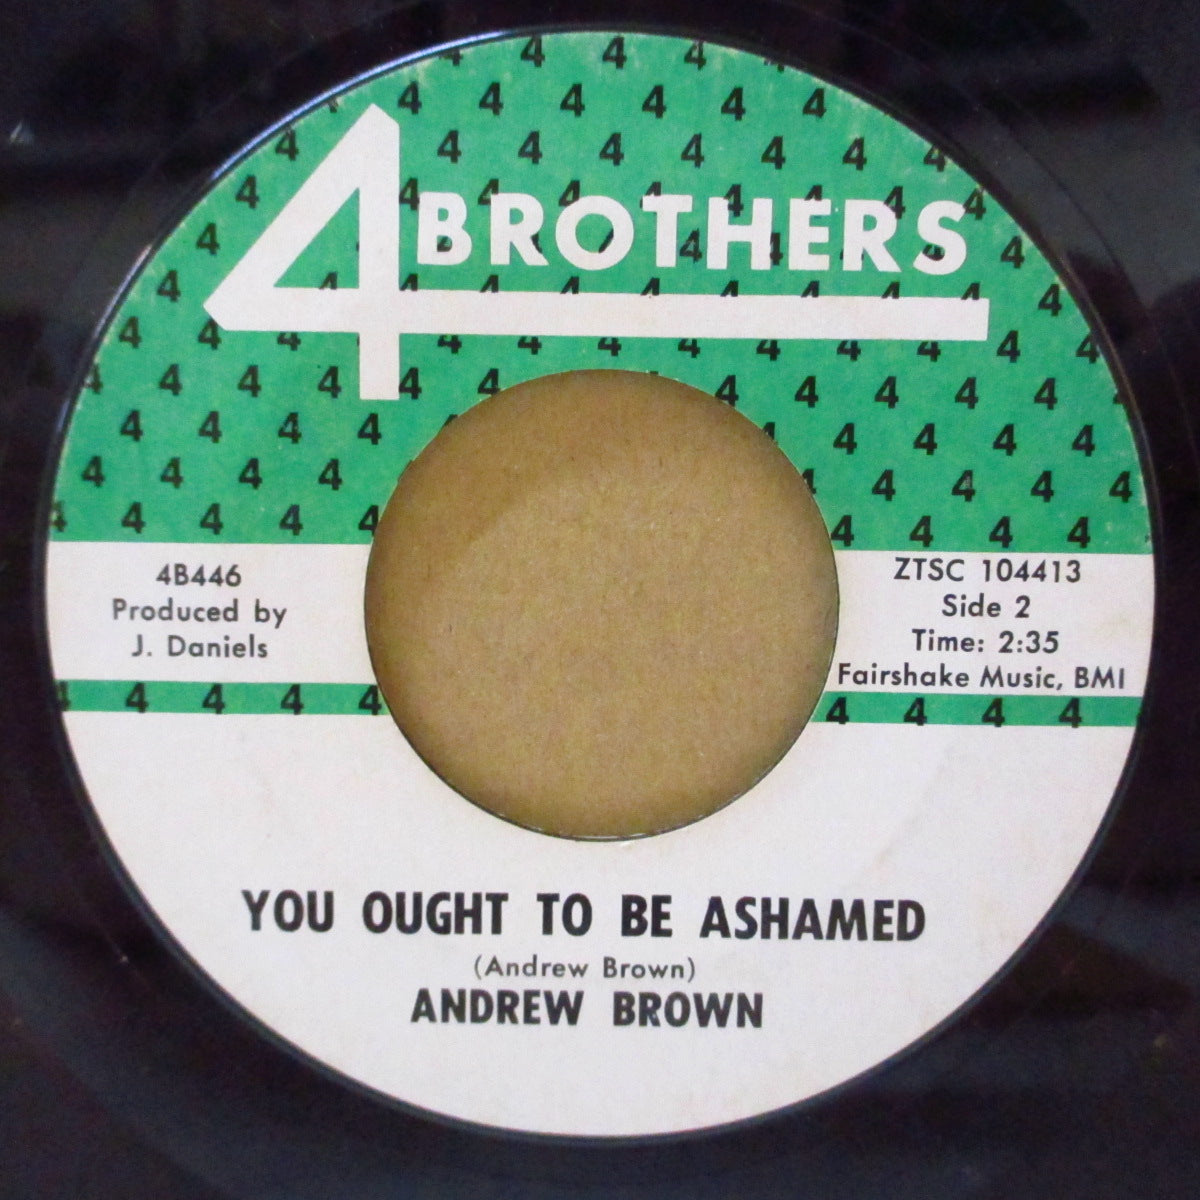 4 BROTHERS
4B446
Produced by
J. Daniels
ZTSC 104413
Side 2
Time: 2:35
Fairshake Music, BMI
YOU OUGHT TO BE ASHAMED
(Andrew Brown)
ANDREW BROWN